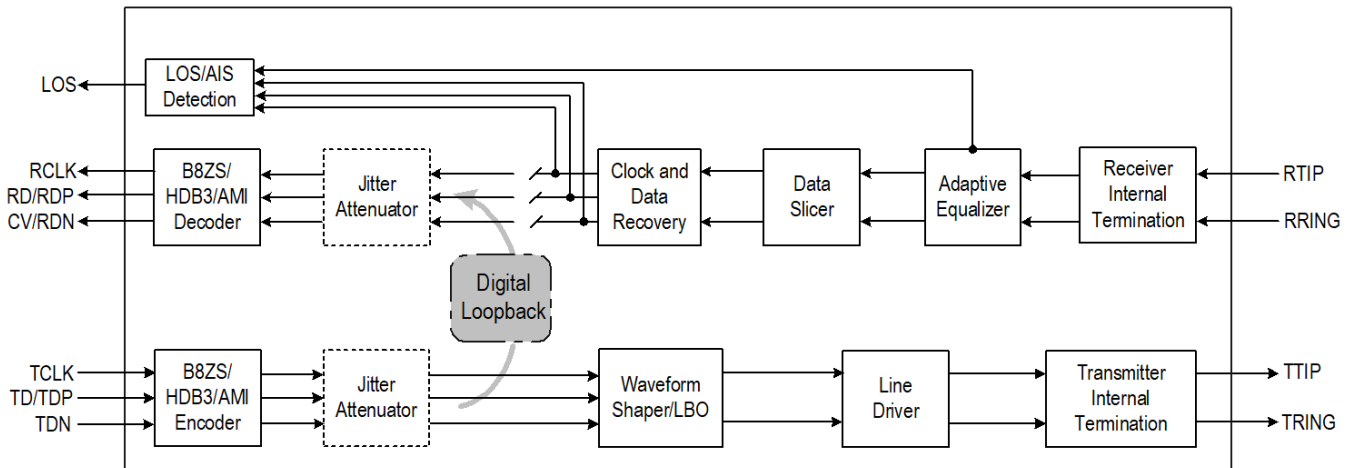 LOS
LOS/AIS
Detection
RCLK
RD/RDP
CV/RDN
B8ZS/
HDB3/AMI
Decoder
Jitter
Attenuator
Clock and
Data
Recovery
Data
Slicer
Adaptive
Equalizer
Receiver
Internal
Termination
RTIP
RRING
Digital
Loopback
TCLK
TD/TDP
TDN
B8ZS/
HDB3/AMI
Encoder
Jitter
Attenuator
Waveform
Shaper/LBO
Line
Driver
Transmitter
Internal
Termination
TTIP
TRING